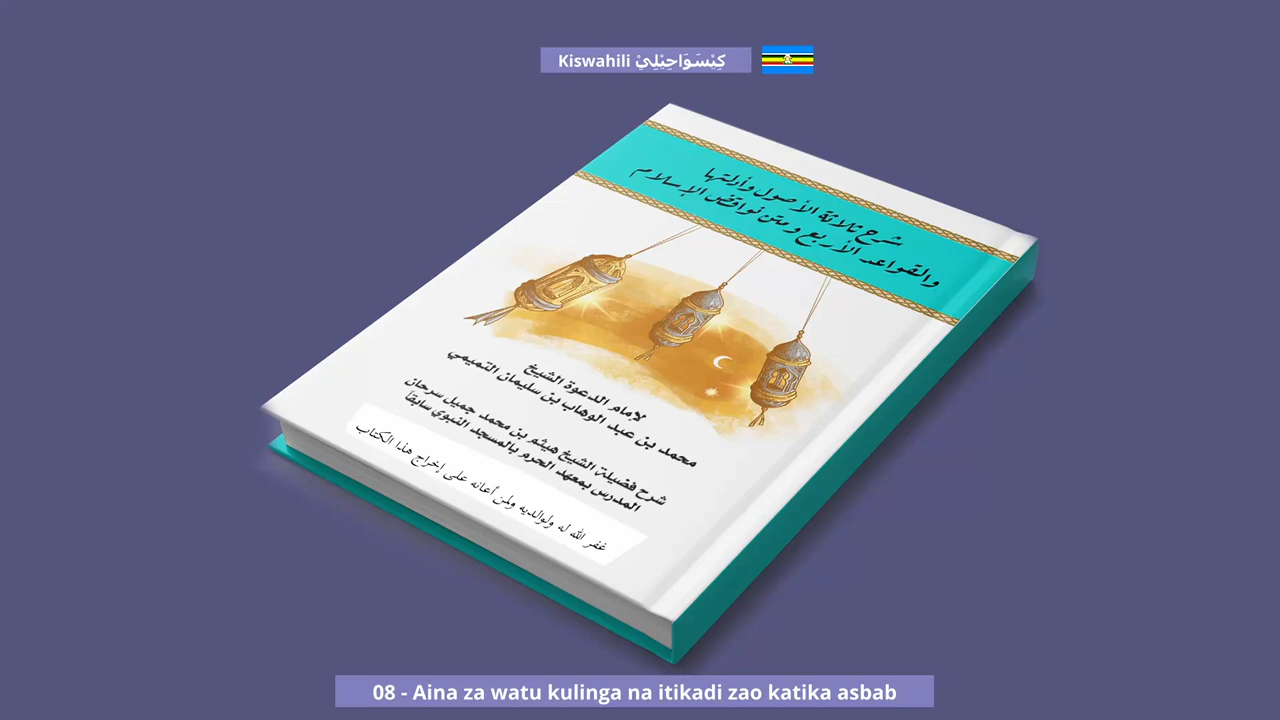 Kiswahili كِيْسَوَاحِيْلِيْ
شرح ثلاثة الأصول وأدلتها
والقواعد الأربع ومتن نواقض الإسلام
لإمام الدعوة الشيخ
محمد بن عبد الوهاب بن سليمان التميمي
شرح فضيلة الشيخ هيثم بن محمد جميل سرحان
المدرس بمعهد الحرم بالمسجد النبوي سابقا
غفر الله له ولوالديه ولمن أعانه على إخراج هذا الكتاب
08 - Aina za watu kulinga na itikadi zao katika asbab